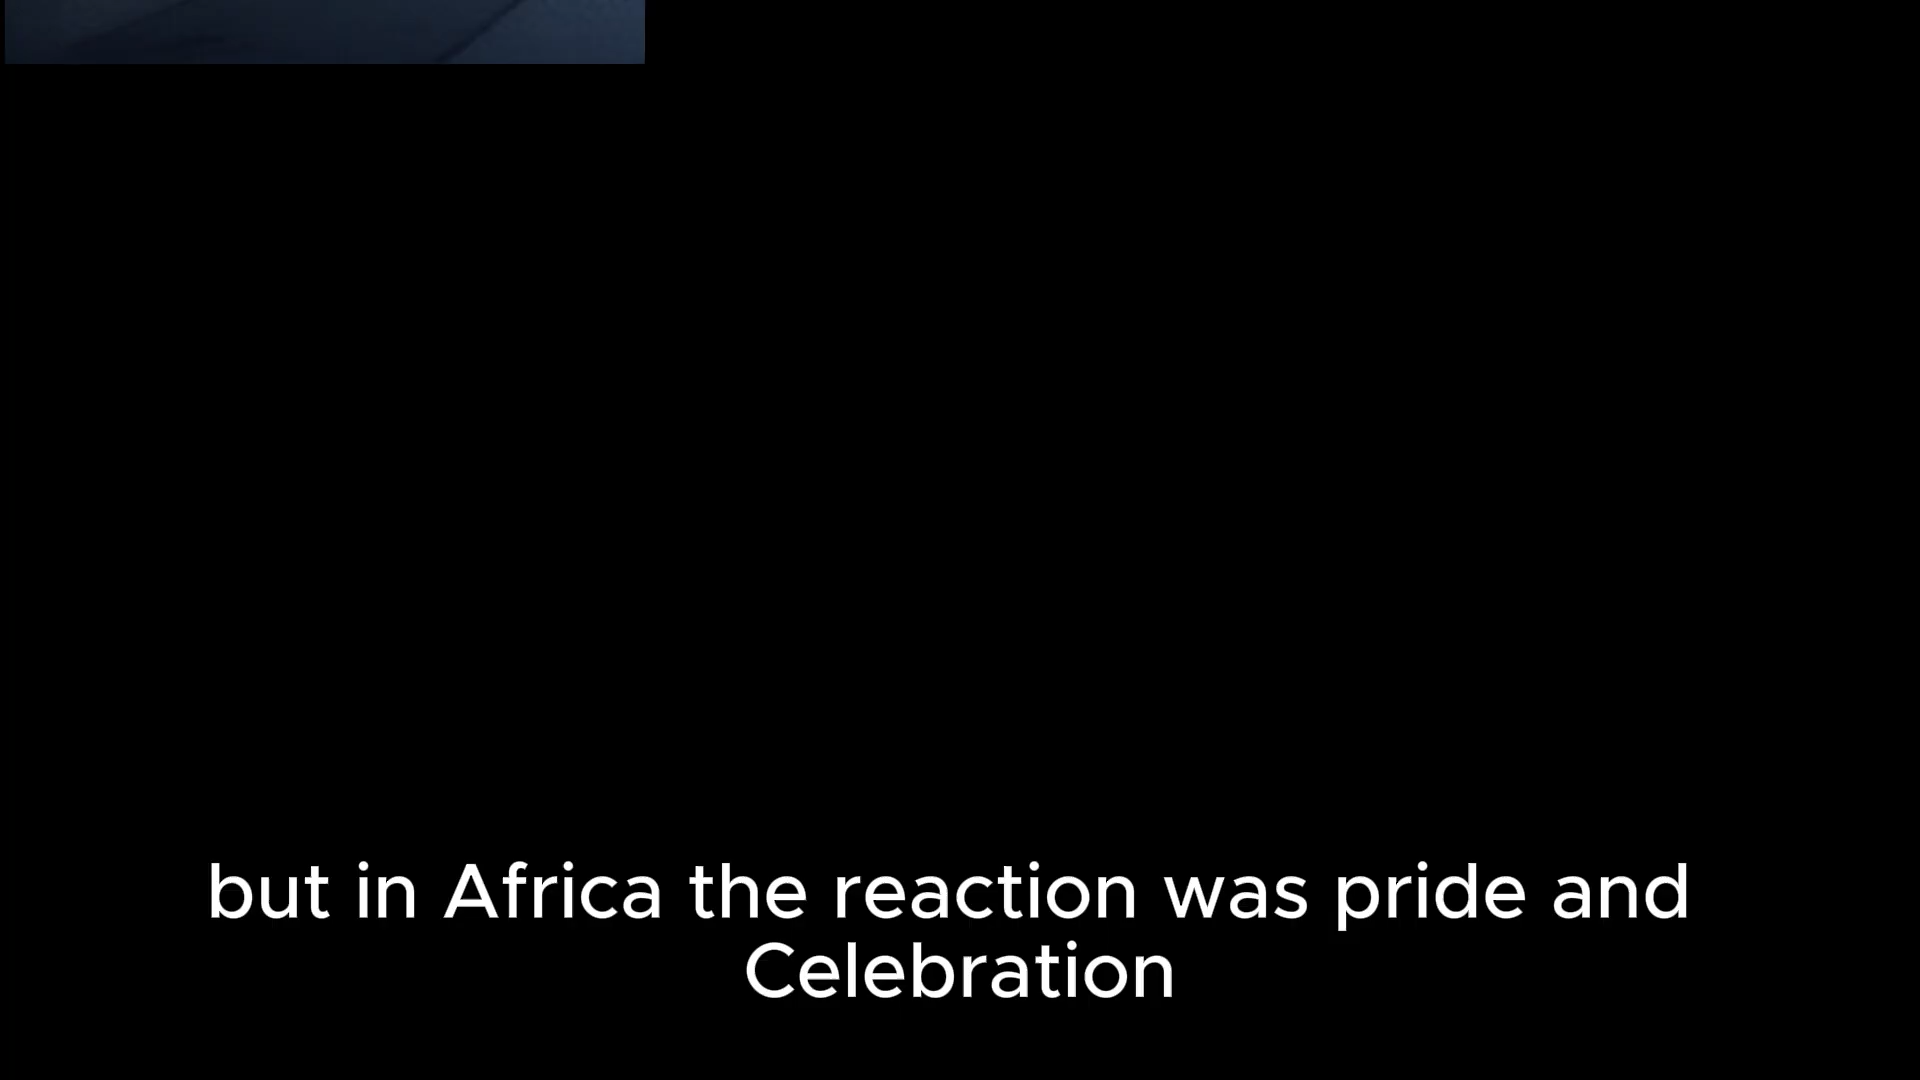 but in Africa the reaction was pride and
Celebration